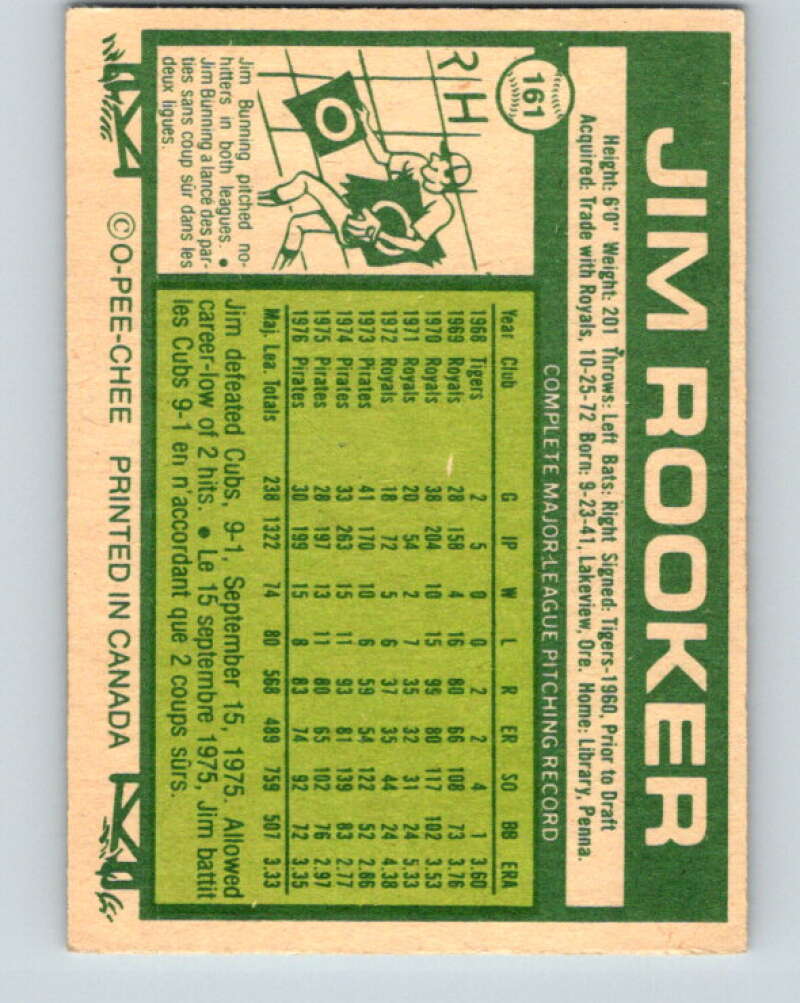 JIM ROOKER
161
Height: 6'0" Weight: 201 Throws: Left Bats: Right Signed: Tigers-1960, Prior to Draft
Acquired: Trade with Royals, 10-25-72 Born: 9-23-41, Lakeview, Ore. Home: Library, Penna.
COMPLETE MAJOR LEAGUE PITCHING RECORD
Year Club G IP W L R ER SO BB ERA
1968 Tigers 2 5 0 0 2 2 4 1 3.60
1969 Royals 28 158 4 16 80 66 108 73 3.76
1970 Royals 38 204 10 15 99 80 117 102 3.53
1971 Royals 20 54 2 7 35 32 31 24 5.33
1972 Royals 18 72 5 6 37 35 44 24 4.38
1973 Pirates 41 170 10 6 59 54 122 52 2.86
1974 Pirates 33 263 15 11 93 81 139 83 2.77
1975 Pirates 28 197 13 11 80 65 102 76 2.97
1976 Pirates 30 199 15 8 83 74 92 72 3.35
Maj. Lea. Totals 238 1322 74 80 568 489 759 507 3.33
Jim defeated Cubs, 9-1, September 15, 1975. Allowed
career-low of 2 hits. • Le 15 septembre 1975, Jim battit
les Cubs 9-1 en n'accordant que 2 coups sûrs.
R H
O
Jim Bunning pitched no-
hitters in both leagues. •
Jim Bunning a lancé des par-
ties sans coup sûr dans les
deux ligues.
©O-PEE-CHEE PRINTED IN CANADA